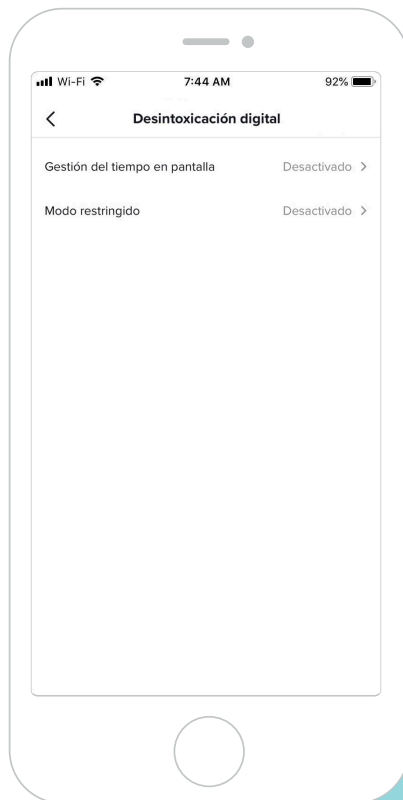 Wi-Fi 7:44 AM 92%
Desintoxicación digital
Gestión del tiempo en pantalla Desactivado >
Modo restringido Desactivado >